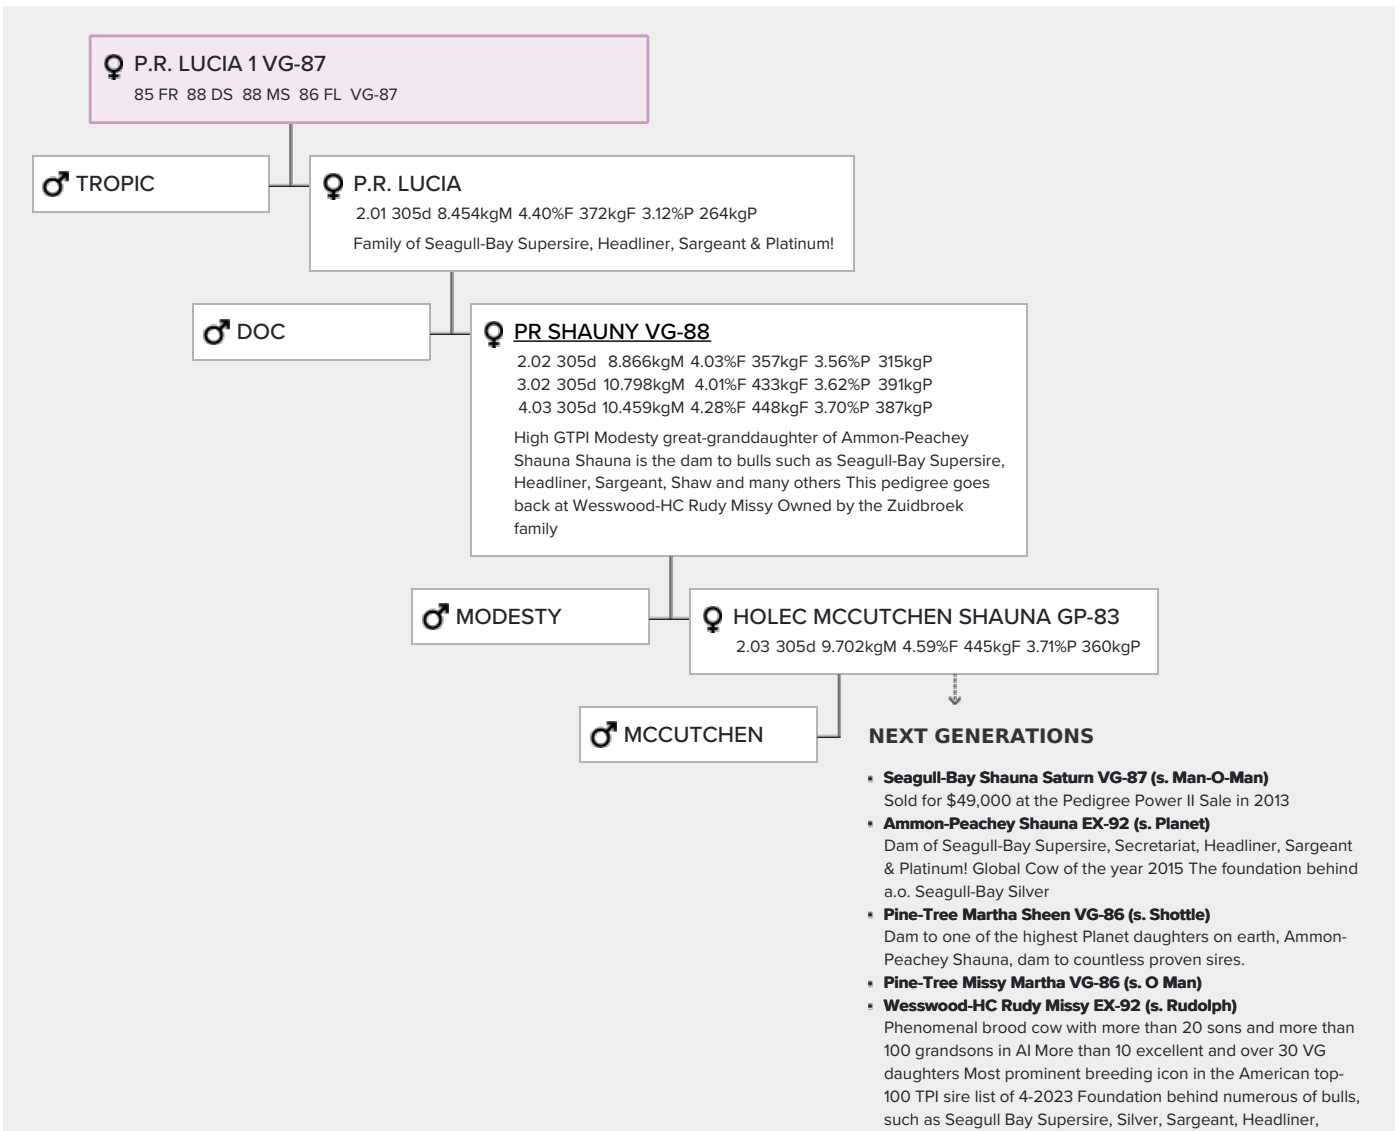 P.R. LUCIA 1 VG-87
85 FR 88 DS 88 MS 86 FL VG-87
TROPIC
P.R. LUCIA
2.01 305d 8.454kgM 4.40%F 372kgF 3.12%P 264kgP
Family of Seagull-Bay Supersire, Headliner, Sargeant & Platinum!
DOC
PR SHAUNY VG-88
2.02 305d 8.866kgM 4.03%F 357kgF 3.56%P 315kgP
3.02 305d 10.798kgM 4.01%F 433kgF 3.62%P 391kgP
4.03 305d 10.459kgM 4.28%F 448kgF 3.70%P 387kgP
High GTPI Modesty great-granddaughter of Ammon-Peachey
Shauna Shauna is the dam to bulls such as Seagull-Bay Supersire,
Headliner, Sargeant, Shaw and many others This pedigree goes
back at Wesswood-HC Rudy Missy Owned by the Zuidbroek
family
MODESTY
HOLEC MCCUTCHEN SHAUNA GP-83
2.03 305d 9.702kgM 4.59%F 445kgF 3.71%P 360kgP
MCCUTCHEN
NEXT GENERATIONS
Seagull-Bay Shauna Saturn VG-87 (s. Man-O-Man)
Sold for $49,000 at the Pedigree Power II Sale in 2013
Ammon-Peachey Shauna EX-92 (s. Planet)
Dam of Seagull-Bay Supersire, Secretariat, Headliner, Sargeant
& Platinum! Global Cow of the year 2015 The foundation behind
a.o. Seagull-Bay Silver
Pine-Tree Martha Sheen VG-86 (s. Shottle)
Dam to one of the highest Planet daughters on earth, Ammon-
Peachey Shauna, dam to countless proven sires.
Pine-Tree Missy Martha VG-86 (s. O Man)
Wesswood-HC Rudy Missy EX-92 (s. Rudolph)
Phenomenal brood cow with more than 20 sons and more than
100 grandsons in AI More than 10 excellent and over 30 VG
daughters Most prominent breeding icon in the American top-
100 TPI sire list of 4-2023 Foundation behind numerous of bulls,
such as Seagull Bay Supersire, Silver, Sargeant, Headliner,